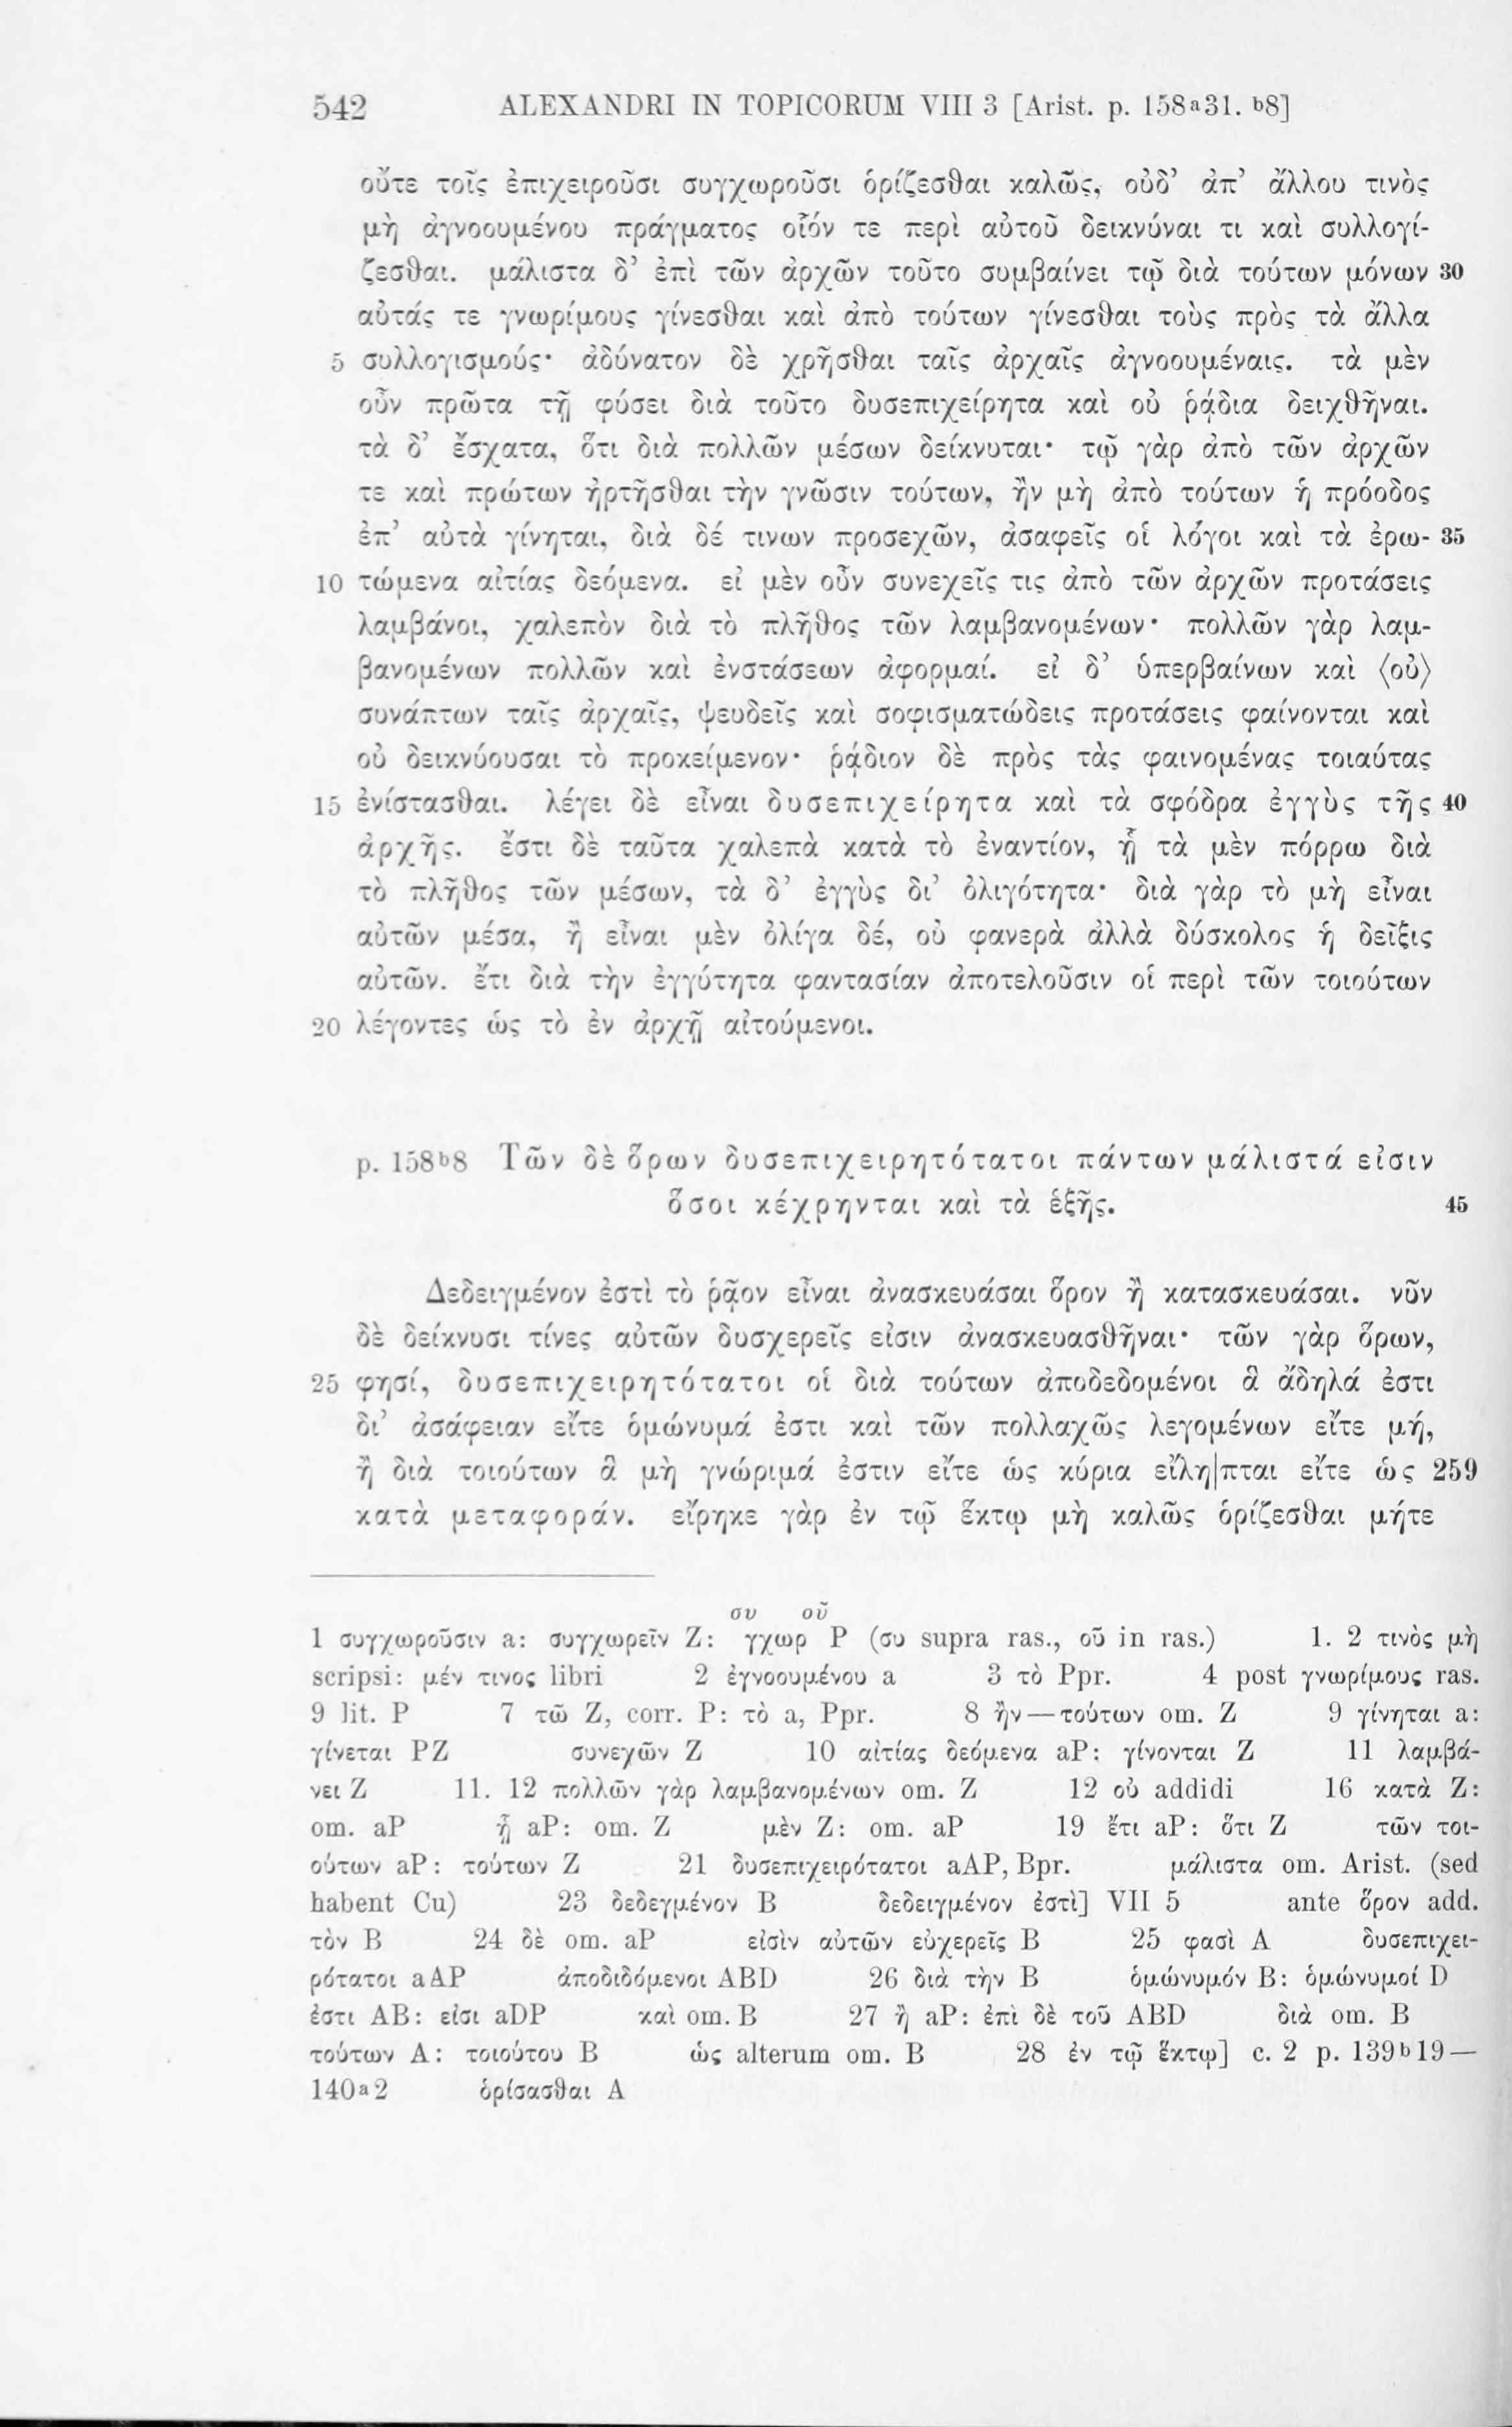 542 ALEXANDRI IN TOPICORUM VIII 3 [Arist. p. 158ᵃ31. ᵇ8]
οὔτε τοῖς ἐπιχειροῦσι συγχωροῦσι ὁρίζεσθαι καλῶς, οὐδ’ ἀπ’ ἄλλου τινὸς
μὴ ἀγνοουμένου πράγματος οἷόν τε περὶ αὐτοῦ δεικνύναι τι καὶ συλλογί-
ζεσθαι. μάλιστα δ’ ἐπὶ τῶν ἀρχῶν τοῦτο συμβαίνει τῷ διὰ τούτων μόνων 30
αὐτάς τε γνωρίμους γίνεσθαι καὶ ἀπὸ τούτων γίνεσθαι τοὺς πρὸς τὰ ἄλλα
5 συλλογισμούς· ἀδύνατον δὲ χρῆσθαι ταῖς ἀρχαῖς ἀγνοουμέναις. τὰ μὲν
οὖν πρῶτα τῇ φύσει διὰ τοῦτο δυσεπιχείρητα καὶ οὐ ῥᾴδια δειχθῆναι.
τὰ δ’ ἔσχατα, ὅτι διὰ πολλῶν μέσων δείκνυται· τῷ γὰρ ἀπὸ τῶν ἀρχῶν
τε καὶ πρώτων ἠρτῆσθαι τὴν γνῶσιν τούτων, ἢν μὴ ἀπὸ τούτων ἡ πρόοδος
ἐπ’ αὐτὰ γίνηται, διὰ δέ τινων προσεχῶν, ἀσαφεῖς οἱ λόγοι καὶ τὰ ἐρω- 35
10 τώμενα αἰτίας δεόμενα. εἰ μὲν οὖν συνεχεῖς τις ἀπὸ τῶν ἀρχῶν προτάσεις
λαμβάνοι, χαλεπὸν διὰ τὸ πλῆθος τῶν λαμβανομένων· πολλῶν γὰρ λαμ-
βανομένων πολλῶν καὶ ἐνστάσεων ἀφορμαί. εἰ δ’ ὑπερβαίνων καὶ ⟨οὐ⟩
συνάπτων ταῖς ἀρχαῖς, ψευδεῖς καὶ σοφισματώδεις προτάσεις φαίνονται καὶ
οὐ δεικνύουσαι τὸ προκείμενον· ῥᾴδιον δὲ πρὸς τὰς φαινομένας τοιαύτας
15 ἐνίστασθαι. λέγει δὲ εἶναι δυσεπιχείρητα καὶ τὰ σφόδρα ἐγγὺς τῆς 40
ἀρχῆς. ἔστι δὲ ταῦτα χαλεπὰ κατὰ τὸ ἐναντίον, ᾗ τὰ μὲν πόρρω διὰ
τὸ πλῆθος τῶν μέσων, τὰ δ’ ἐγγὺς δι’ ὀλιγότητα· διὰ γὰρ τὸ μὴ εἶναι
αὐτῶν μέσα, ἢ εἶναι μὲν ὀλίγα δέ, οὐ φανερὰ ἀλλὰ δύσκολος ἡ δεῖξις
αὐτῶν. ἔτι διὰ τὴν ἐγγύτητα φαντασίαν ἀποτελοῦσιν οἱ περὶ τῶν τοιούτων
20 λέγοντες ὡς τὸ ἐν ἀρχῇ αἰτούμενοι.
p. 158ᵇ8 Τῶν δὲ ὅρων δυσεπιχειρητότατοι πάντων μάλιστά εἰσιν
ὅσοι κέχρηνται καὶ τὰ ἑξῆς. 45
Δεδειγμένον ἐστὶ τὸ ῥᾷον εἶναι ἀνασκευάσαι ὅρον ἢ κατασκευάσαι. νῦν
δὲ δείκνυσι τίνες αὐτῶν δυσχερεῖς εἰσιν ἀνασκευασθῆναι· τῶν γὰρ ὅρων,
25 φησί, δυσεπιχειρητότατοι οἱ διὰ τούτων ἀποδεδομένοι ἃ ἄδηλά ἐστι
δι’ ἀσάφειαν εἴτε ὁμώνυμά ἐστι καὶ τῶν πολλαχῶς λεγομένων εἴτε μή,
ἢ διὰ τοιούτων ἃ μὴ γνώριμά ἐστιν εἴτε ὡς κύρια εἴλη|πται εἴτε ὡς 259
κατὰ μεταφοράν. εἴρηκε γὰρ ἐν τῷ ἕκτῳ μὴ καλῶς ὁρίζεσθαι μήτε
συ οῦ
1 συγχωροῦσιν a: συγχωρεῖν Z: γχωρ P (συ supra ras., οῦ in ras.) 1. 2 τινὸς μὴ
scripsi: μέν τινος libri 2 ἐγνοουμένου a 3 τὸ Ppr. 4 post γνωρίμους ras.
9 lit. P 7 τῶ Z, corr. P: τὸ a, Ppr. 8 ἢν — τούτων om. Z 9 γίνηται a:
γίνεται PZ συνεχῶν Z 10 αἰτίας δεόμενα aP: γίνονται Z 11 λαμβά-
νει Z 11. 12 πολλῶν γὰρ λαμβανομένων om. Z 12 οὐ addidi 16 κατὰ Z:
om. aP ᾗ aP: om. Z μὲν Z: om. aP 19 ἔτι aP: ὅτι Z τῶν τοι-
ούτων aP: τούτων Z 21 δυσεπιχειρότατοι aAP, Bpr. μάλιστα om. Arist. (sed
habent Cu) 23 δεδεγμένον B δεδειγμένον ἐστὶ] VII 5 ante ὅρον add.
τὸν B 24 δὲ om. aP εἰσὶν αὐτῶν εὐχερεῖς B 25 φασὶ A δυσεπιχει-
ρότατοι aAP ἀποδιδόμενοι ABD 26 διὰ τὴν B ὁμώνυμόν B: ὁμώνυμοί D
ἐστι AB: εἰσι aDP καὶ om. B 27 ἢ aP: ἐπὶ δὲ τοῦ ABD διὰ om. B
τούτων A: τοιούτου B ὡς alterum om. B 28 ἐν τῷ ἕκτῳ] c. 2 p. 139ᵇ19 —
140ᵃ2 ὁρίσασθαι A